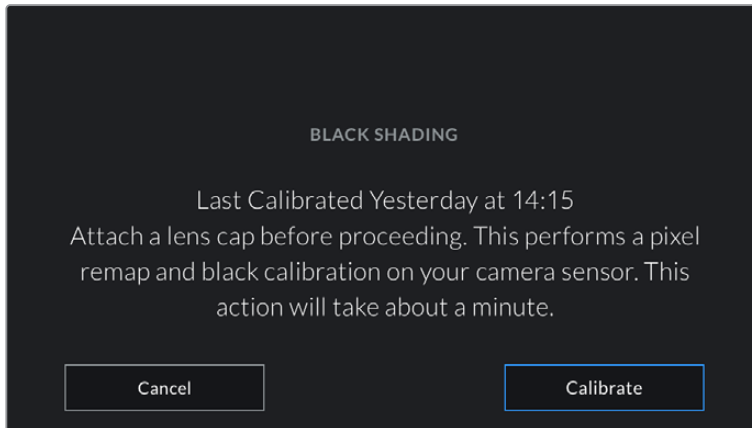 BLACK SHADING
Last Calibrated Yesterday at 14:15
Attach a lens cap before proceeding. This performs a pixel
remap and black calibration on your camera sensor. This
action will take about a minute.
Cancel
Calibrate